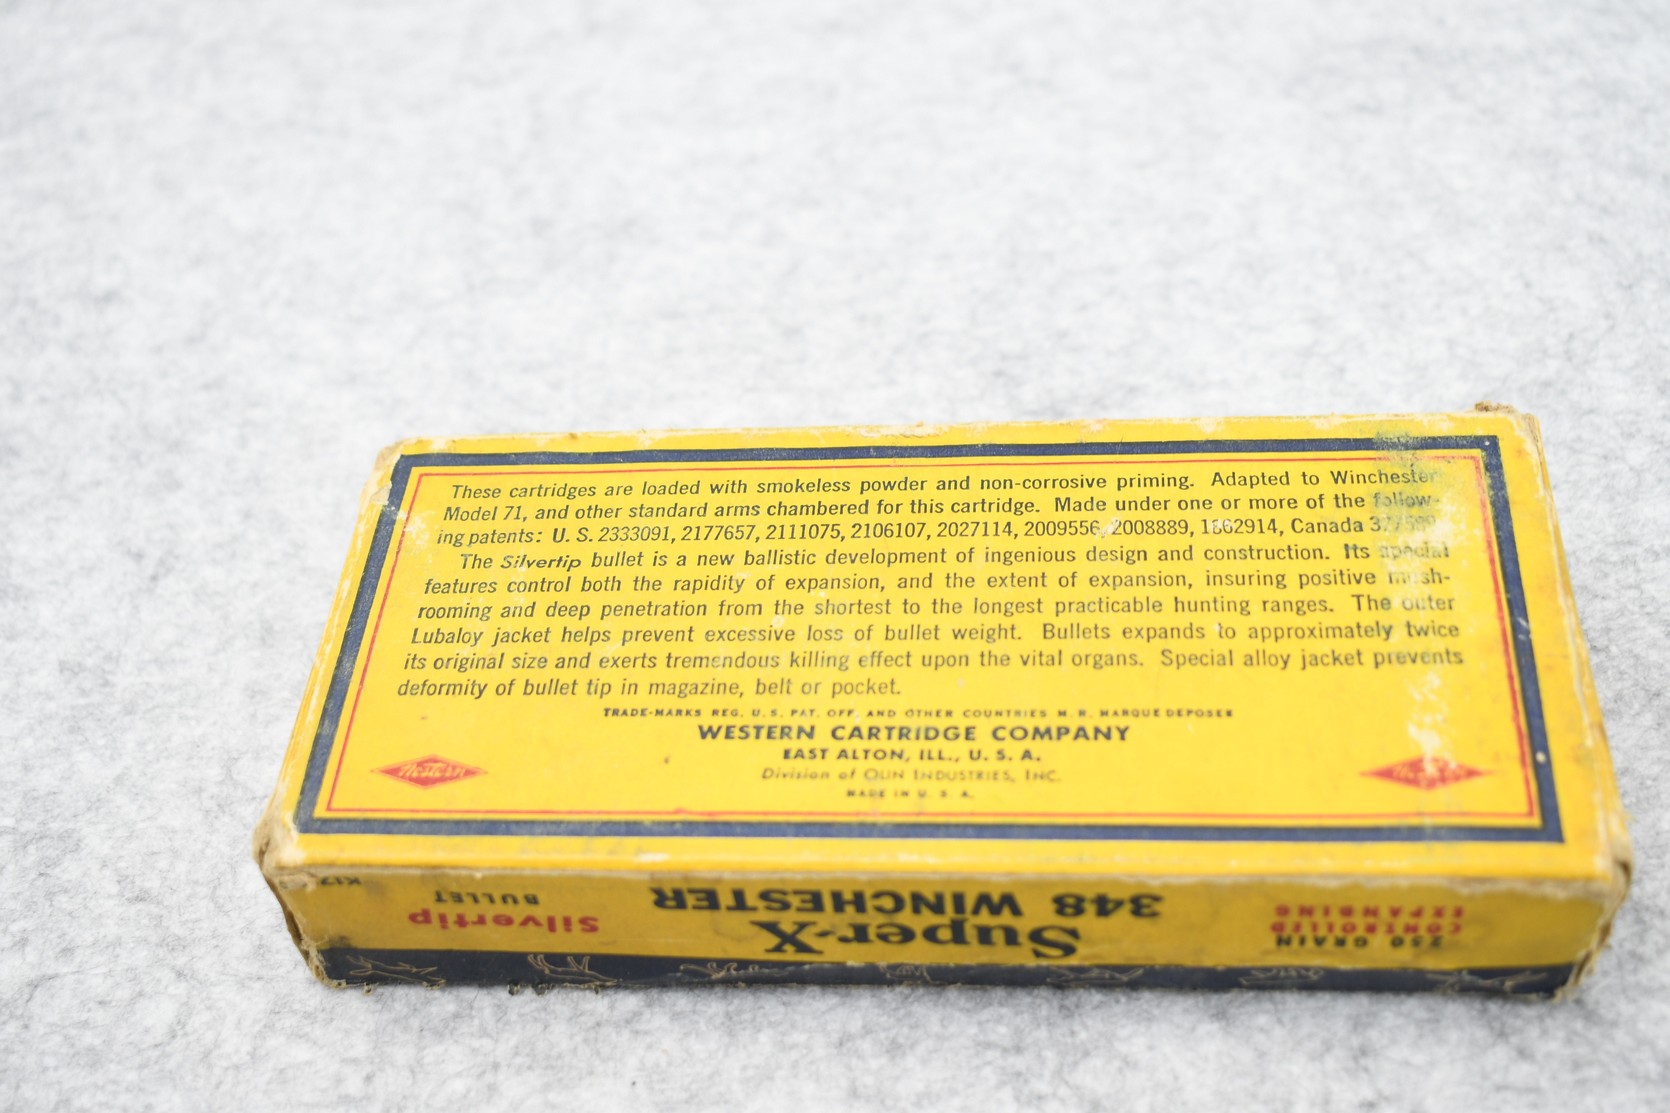 These cartridges are loaded with smokeless powder and non-corrosive priming. Adapted to Winchester
Model 71, and other standard arms chambered for this cartridge. Made under one or more of the follow-
ing patents: U. S. 2333091, 2177657, 2111075, 2106107, 2027114, 2009556, 2008889, 1862914, Canada
The Silvertip bullet is a new ballistic development of ingenious design and construction. Its special
features control both the rapidity of expansion, and the extent of expansion, insuring positive mush-
rooming and deep penetration from the shortest to the longest practicable hunting ranges. The outer
Lubaloy jacket helps prevent excessive loss of bullet weight. Bullets expands to approximately twice
its original size and exerts tremendous killing effect upon the vital organs. Special alloy jacket prevents
deformity of bullet tip in magazine, belt or pocket.
TRADE-MARKS REG. U. S. PAT. OFF. AND OTHER COUNTRIES M. R. MARQUE DEPOSEE
WESTERN CARTRIDGE COMPANY
EAST ALTON, ILL., U. S. A.
Division of OLIN INDUSTRIES, INC.
MADE IN U. S. A.
Western
Western
250 GRAIN
CONTROLLED
EXPANDING
Super-X
348 WINCHESTER
Silvertip
BULLET